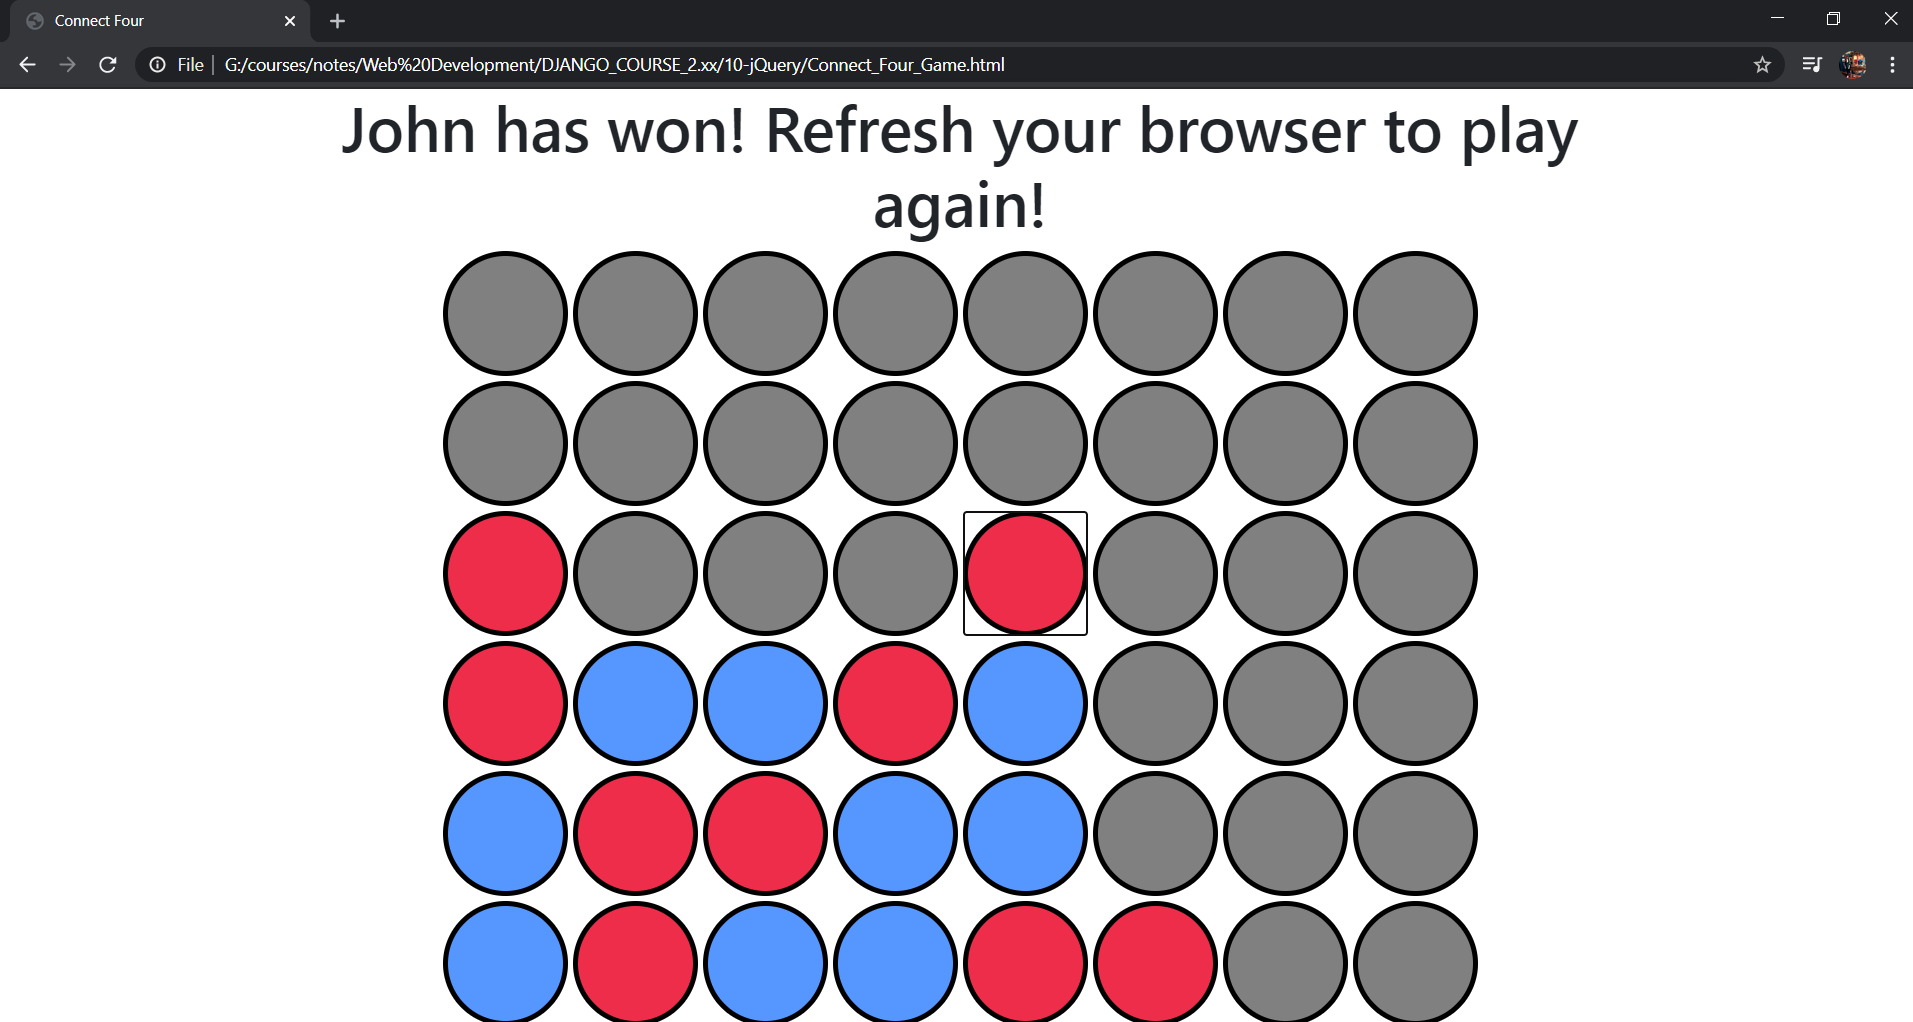 Connect Four
File
G:/courses/notes/Web%20Development/DJANGO_COURSE_2.xx/10-jQuery/Connect_Four_Game.html
John has won! Refresh your browser to play
again!